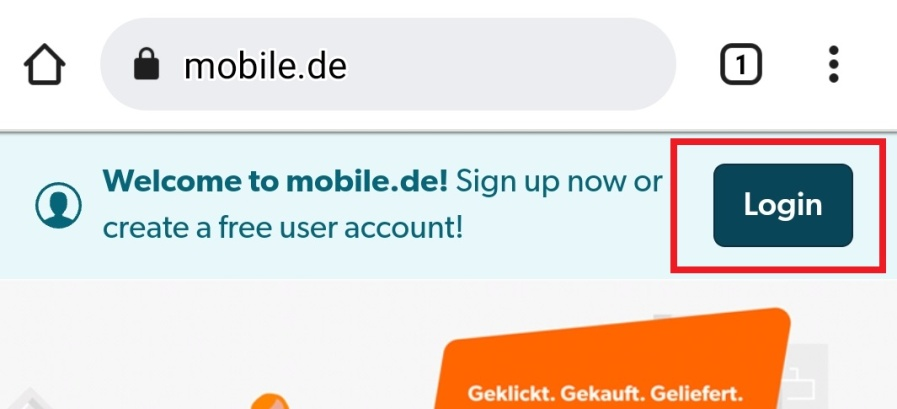 mobile.de
1
Welcome to mobile.de! Sign up now or
create a free user account!
Login
Geklickt. Gekauft. Geliefert.